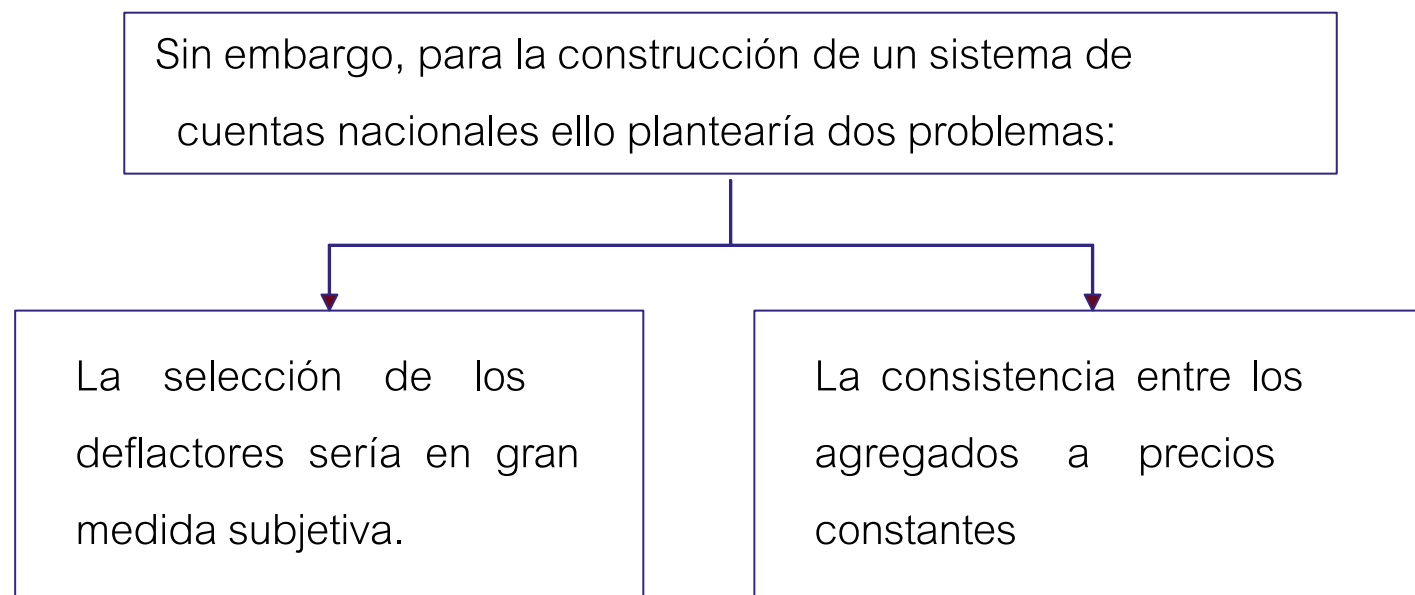 Sin embargo, para la construcción de un sistema de
cuentas nacionales ello plantearía dos problemas:
La selección de los
deflactores sería en gran
medida subjetiva.
La consistencia entre los
agregados a precios
constantes